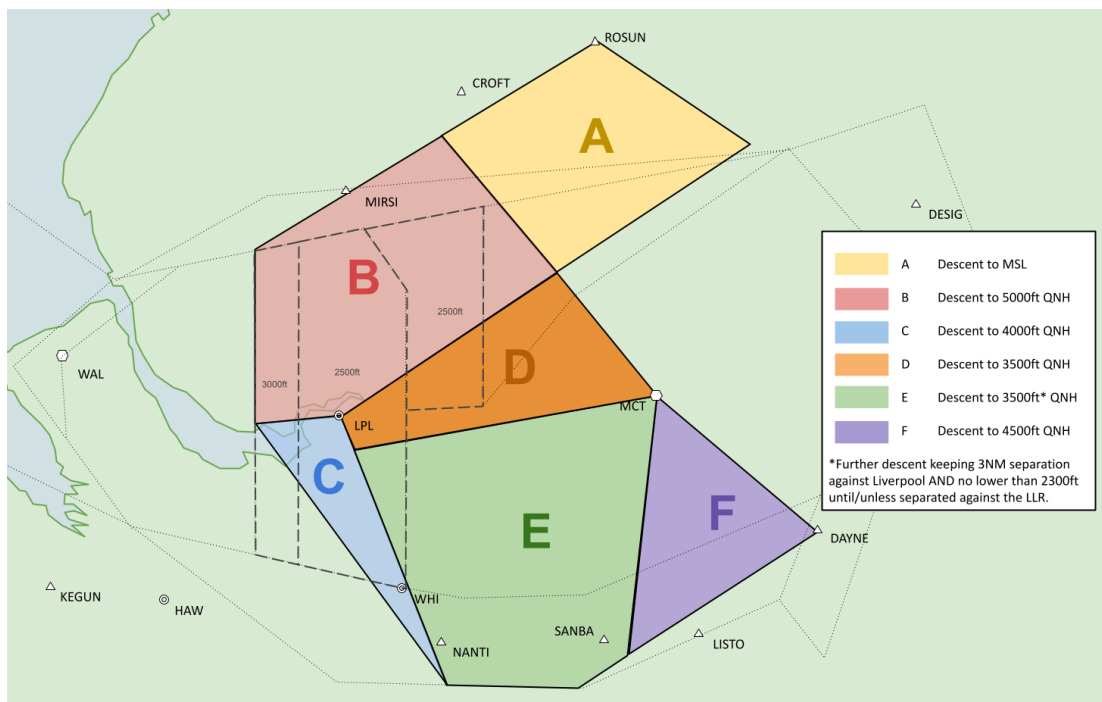 ROSUN
CROFT
A
MIRSI
DESIG
B
2500ft
WAL
3000ft
2500ft
D
MCT
LPL
C
E
F
DAYNE
KEGUN
HAW
WHI
NANTI
SANBA
LISTO
A Descent to MSL
B Descent to 5000ft QNH
C Descent to 4000ft QNH
D Descent to 3500ft QNH
E Descent to 3500ft* QNH
F Descent to 4500ft QNH
*Further descent keeping 3NM separation
against Liverpool AND no lower than 2300ft
until/unless separated against the LLR.